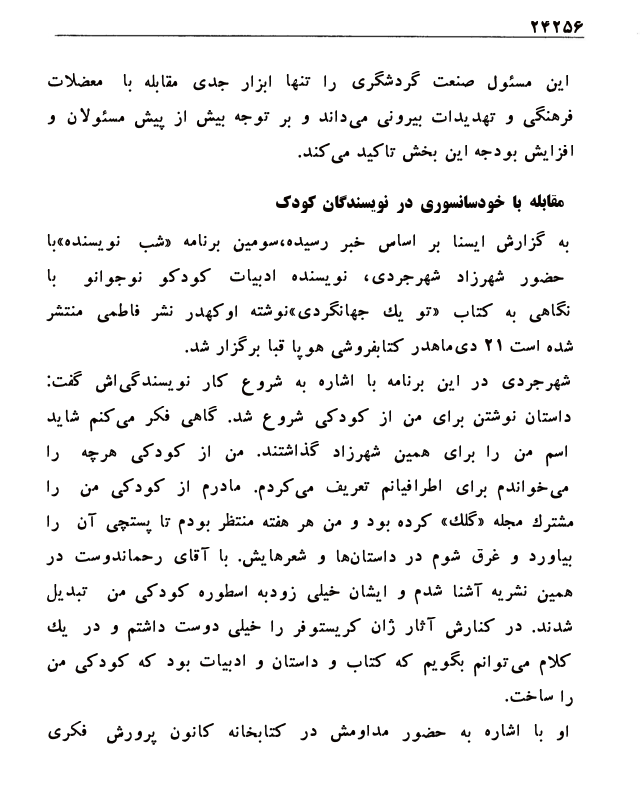 ۲۴۲۵۶
این مسئول صنعت گردشگری را تنها ابزار جدی مقابله با معضلات
فرهنگی و تهدیدات بیرونی می‌داند و بر توجه بیش از پیش مسئولان و
افزایش بودجه این بخش تاکید می‌کند.
مقابله با خودسانسوری در نویسندگان کودک
به گزارش ایسنا بر اساس خبر رسیده،سومین برنامه «شب نویسنده»با
حضور شهرزاد شهرجردی، نویسنده ادبیات کودکو نوجوانو با
نگاهی به کتاب «تو یك جهانگردی»نوشته اوکهدر نشر فاطمی منتشر
شده است ۲۱ دی‌ماهدر کتابفروشی هوپا قبا برگزار شد.
شهرجردی در این برنامه با اشاره به شروع کار نویسندگی‌اش گفت:
داستان نوشتن برای من از کودکی شروع شد. گاهی فکر می‌کنم شاید
اسم من را برای همین شهرزاد گذاشتند. من از کودکی هرچه را
می‌خواندم برای اطرافیانم تعریف می‌کردم. مادرم از کودکی من را
مشترك مجله «گلك» کرده بود و من هر هفته منتظر بودم تا پستچی آن را
بیاورد و غرق شوم در داستان‌ها و شعرهایش. با آقای رحماندوست در
همین نشریه آشنا شدم و ایشان خیلی زودبه اسطوره کودکی من تبدیل
شدند. در کنارش آثار ژان کریستوفر را خیلی دوست داشتم و در یك
کلام می‌توانم بگویم که کتاب و داستان و ادبیات بود که کودکی من
را ساخت.
او با اشاره به حضور مداومش در کتابخانه کانون پرورش فکری